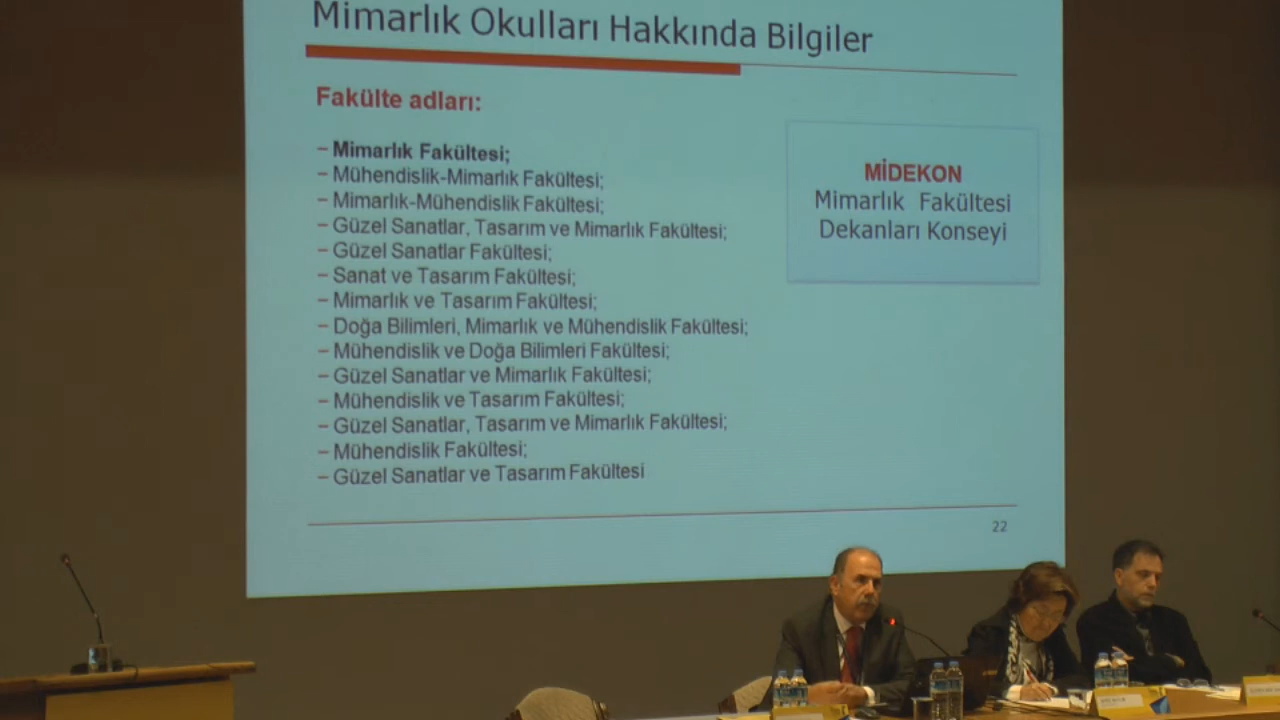 Mimarlık Okulları Hakkında Bilgiler
Fakülte adları:
– Mimarlık Fakültesi;
– Mühendislik-Mimarlık Fakültesi;
– Mimarlık-Mühendislik Fakültesi;
– Güzel Sanatlar, Tasarım ve Mimarlık Fakültesi;
– Güzel Sanatlar Fakültesi;
– Sanat ve Tasarım Fakültesi;
– Mimarlık ve Tasarım Fakültesi;
– Doğa Bilimleri, Mimarlık ve Mühendislik Fakültesi;
– Mühendislik ve Doğa Bilimleri Fakültesi;
– Güzel Sanatlar ve Mimarlık Fakültesi;
– Mühendislik ve Tasarım Fakültesi;
– Güzel Sanatlar, Tasarım ve Mimarlık Fakültesi;
– Mühendislik Fakültesi;
– Güzel Sanatlar ve Tasarım Fakültesi
MİDEKON
Mimarlık Fakültesi
Dekanları Konseyi
22